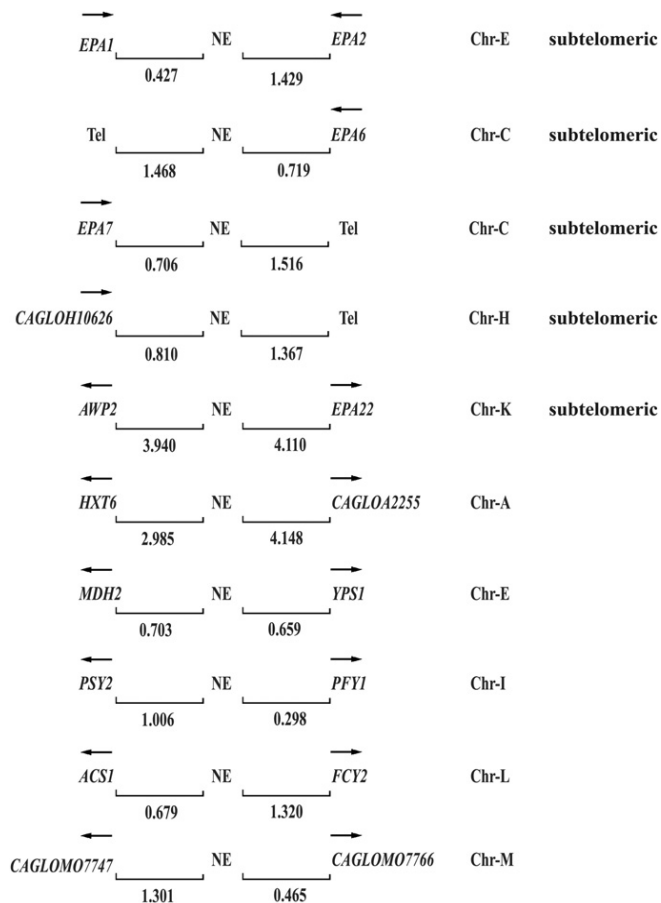 EPA1 NE EPA2 Chr-E subtelomeric
0.427 1.429
Tel NE EPA6 Chr-C subtelomeric
1.468 0.719
EPA7 NE Tel Chr-C subtelomeric
0.706 1.516
CAGLOH10626 NE Tel Chr-H subtelomeric
0.810 1.367
AWP2 NE EPA22 Chr-K subtelomeric
3.940 4.110
HXT6 NE CAGLOA2255 Chr-A
2.985 4.148
MDH2 NE YPS1 Chr-E
0.703 0.659
PSY2 NE PFY1 Chr-I
1.006 0.298
ACS1 NE FCY2 Chr-L
0.679 1.320
CAGLOMO7747 NE CAGLOMO7766 Chr-M
1.301 0.465